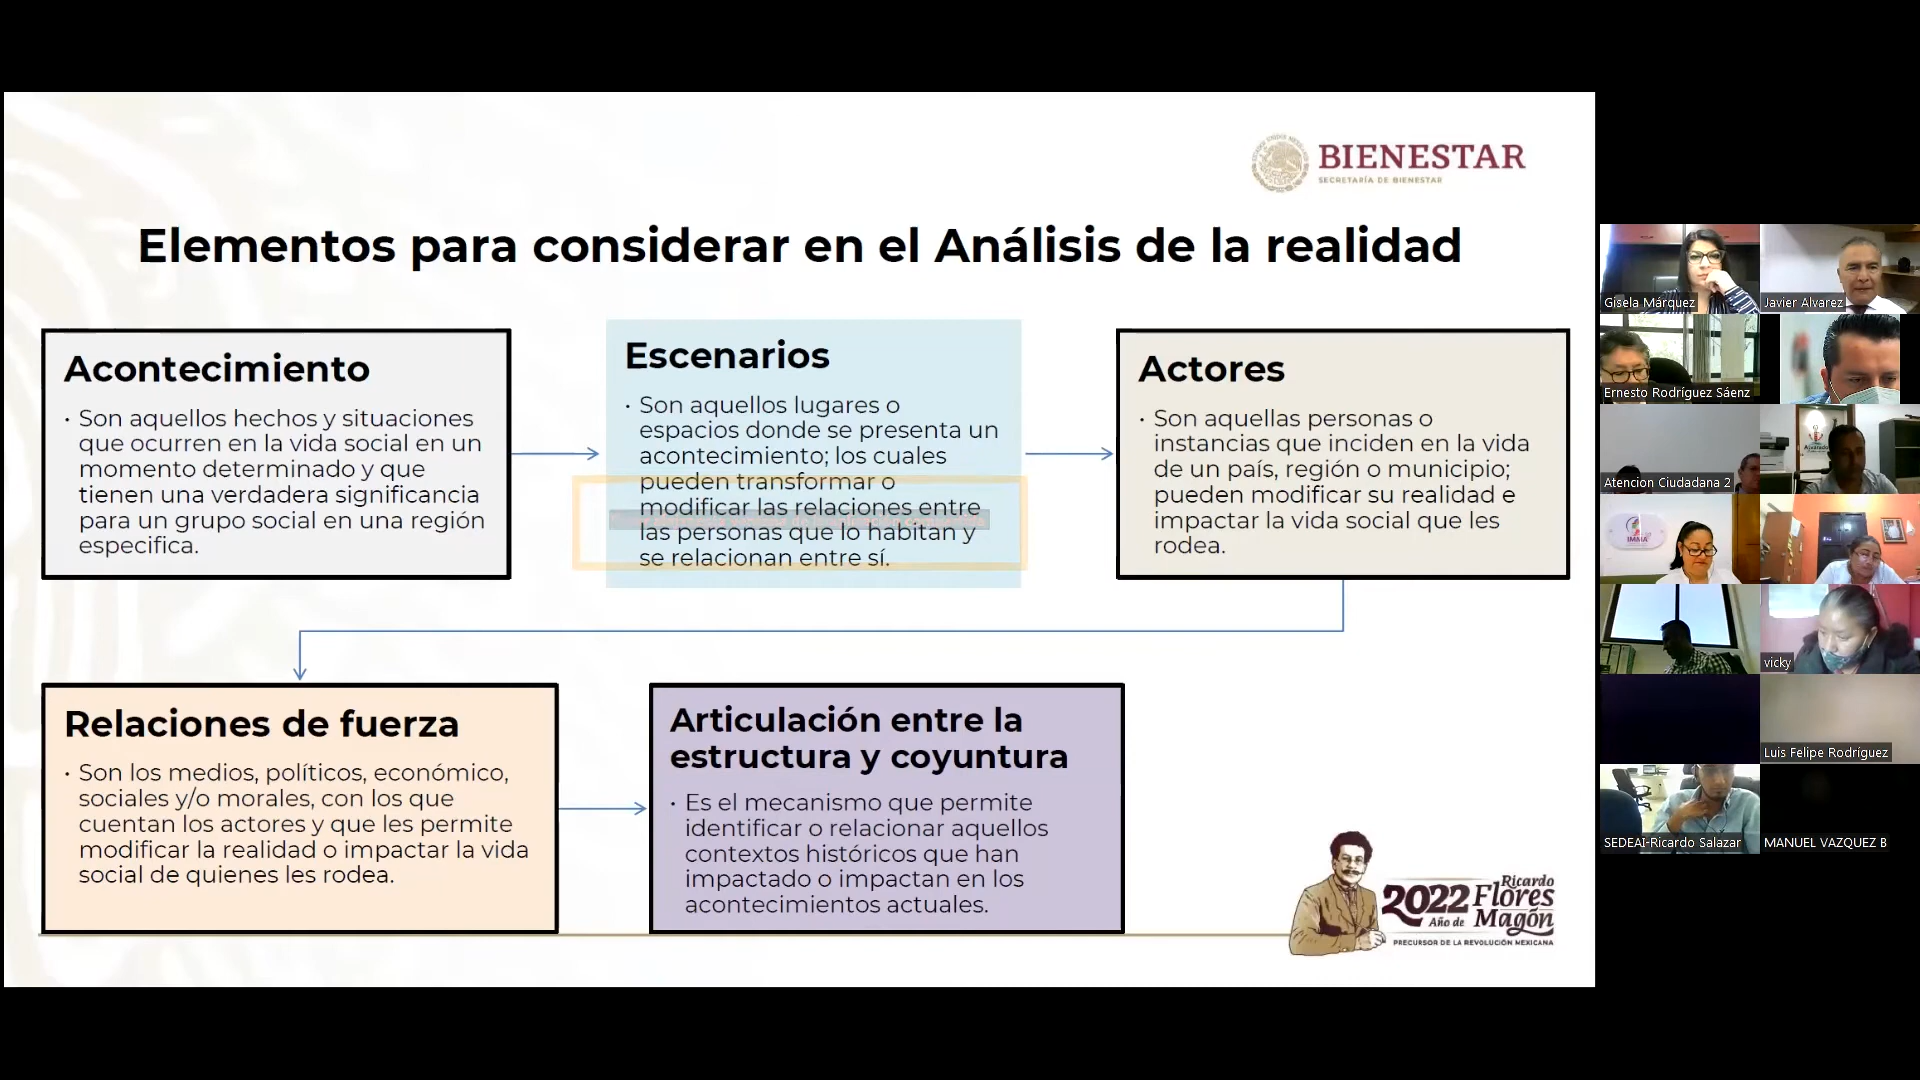 BIENESTAR
SECRETARÍA DE BIENESTAR
Elementos para considerar en el Análisis de la realidad
Acontecimiento
· Son aquellos hechos y situaciones
que ocurren en la vida social en un
momento determinado y que
tienen una verdadera significancia
para un grupo social en una región
especifica.
Escenarios
· Son aquellos lugares o
espacios donde se presenta un
acontecimiento; los cuales
pueden transformar o
modificar las relaciones entre
las personas que lo habitan y
se relacionan entre sí.
Actores
· Son aquellas personas o
instancias que inciden en la vida
de un país, región o municipio;
pueden modificar su realidad e
impactar la vida social que les
rodea.
Relaciones de fuerza
· Son los medios, políticos, económico,
sociales y/o morales, con los que
cuentan los actores y que les permite
modificar la realidad o impactar la vida
social de quienes les rodea.
Articulación entre la
estructura y coyuntura
· Es el mecanismo que permite
identificar o relacionar aquellos
contextos históricos que han
impactado o impactan en los
acontecimientos actuales.
2022 Ricardo
Flores
Año de Magón
PRECURSOR DE LA REVOLUCIÓN MEXICANA
Gisela Márquez
Javier Alvarez
Ernesto Rodríguez Sáenz
Atencion Ciudadana 2
vicky
Luis Felipe Rodríguez
SEDEAI-Ricardo Salazar
MANUEL VAZQUEZ B